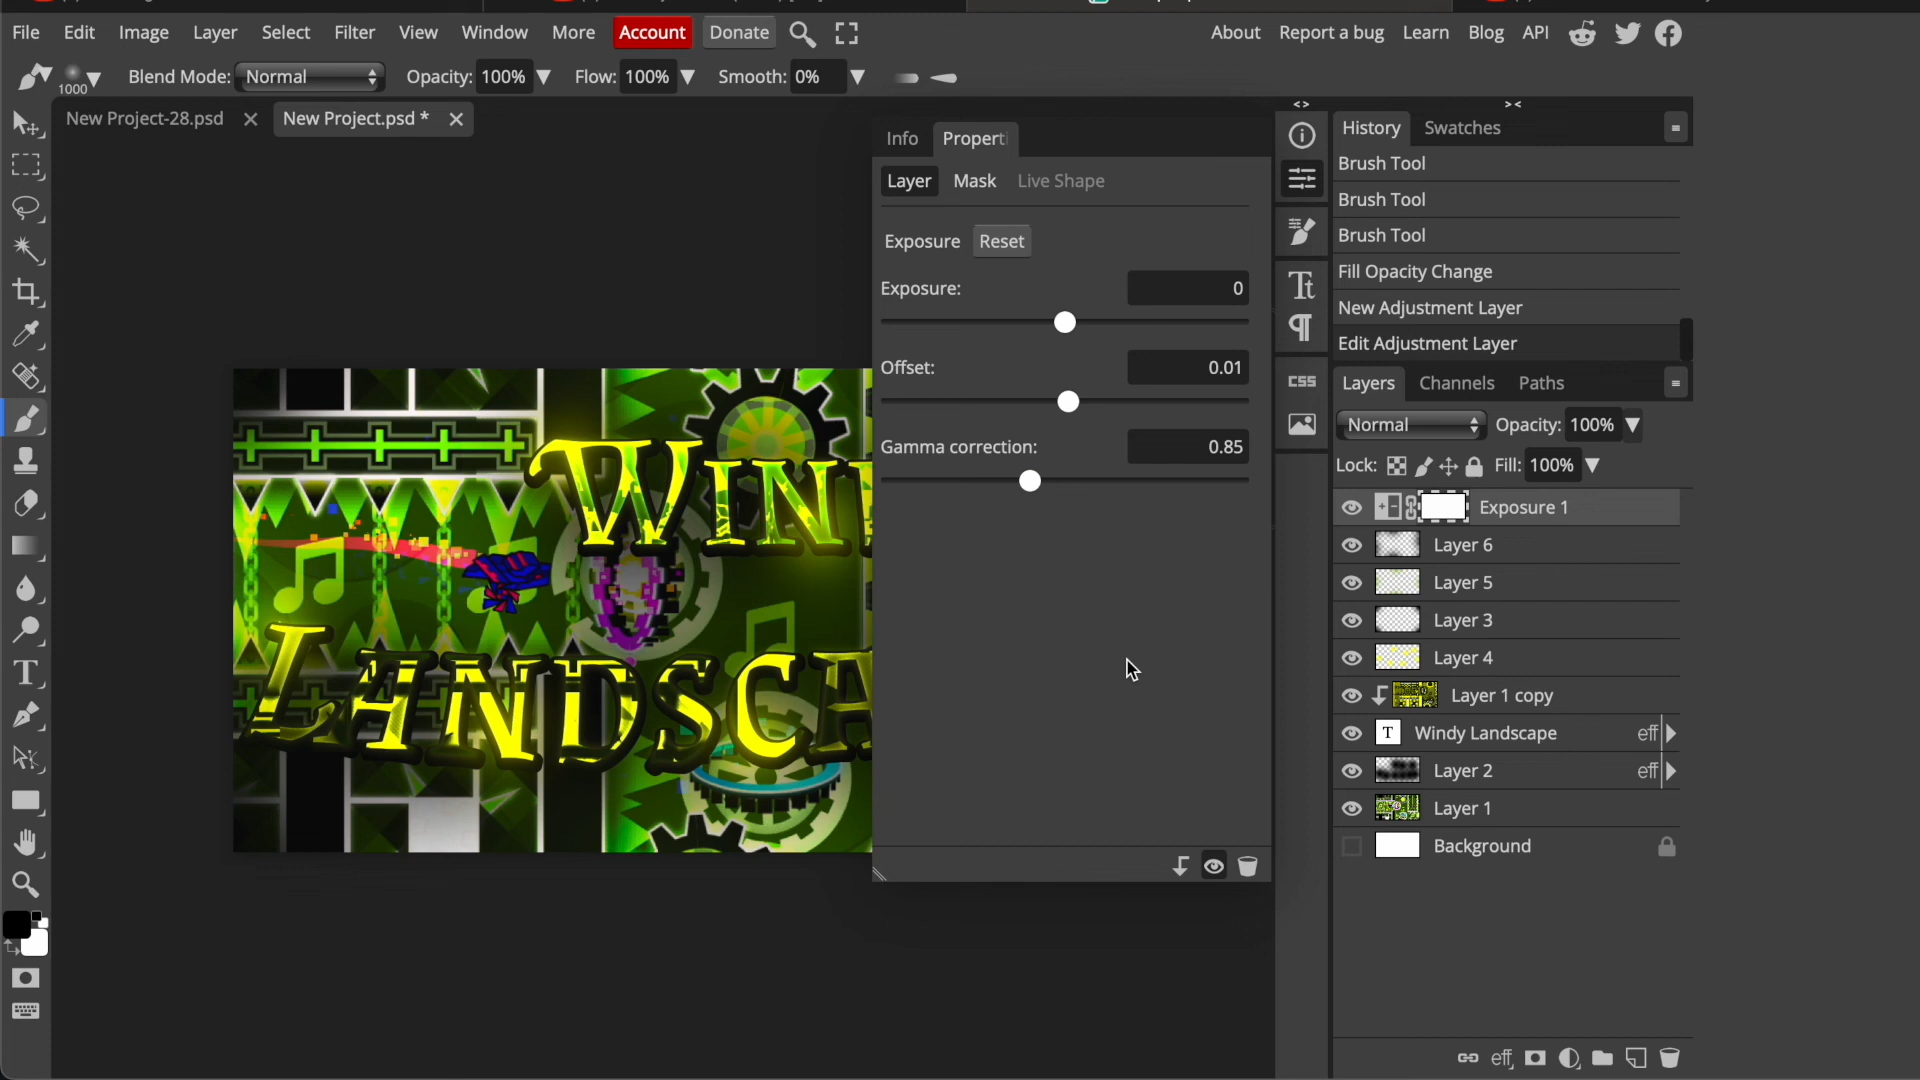 File Edit Image Layer Select Filter View Window More Account Donate About Report a bug Learn Blog API
1000 Blend Mode: Normal Opacity: 100% Flow: 100% Smooth: 0%
New Project-28.psd New Project.psd *
Info Properti
Layer Mask Live Shape
Exposure Reset
Exposure: 0
Offset: 0.01
Gamma correction: 0.85
WIN
LANDSCA
Tt
CSS
<> ><
History Swatches
Brush Tool
Brush Tool
Brush Tool
Fill Opacity Change
New Adjustment Layer
Edit Adjustment Layer
Layers Channels Paths
Normal Opacity: 100%
Lock: Fill: 100%
Exposure 1
Layer 6
Layer 5
Layer 3
Layer 4
Layer 1 copy
T Windy Landscape eff
Layer 2 eff
Layer 1
Background
eff